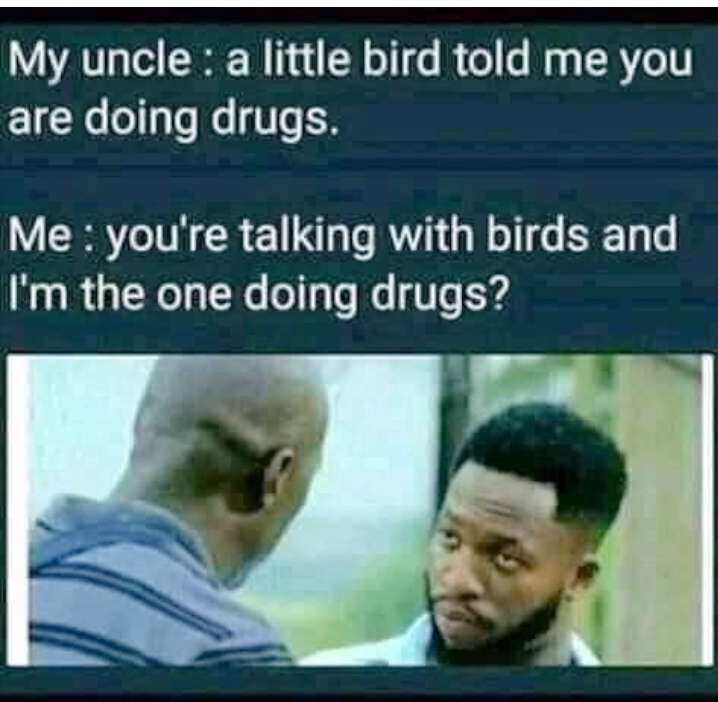 My uncle : a little bird told me you
are doing drugs.
Me : you're talking with birds and
I'm the one doing drugs?